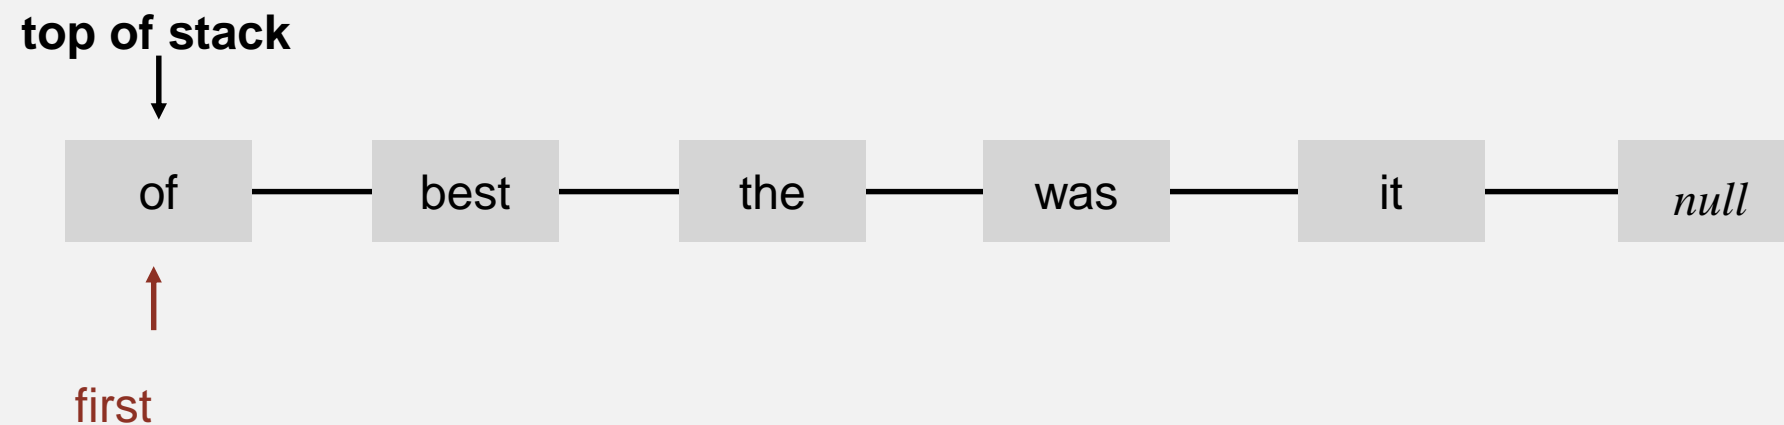 top of stack
of best the was it null
first